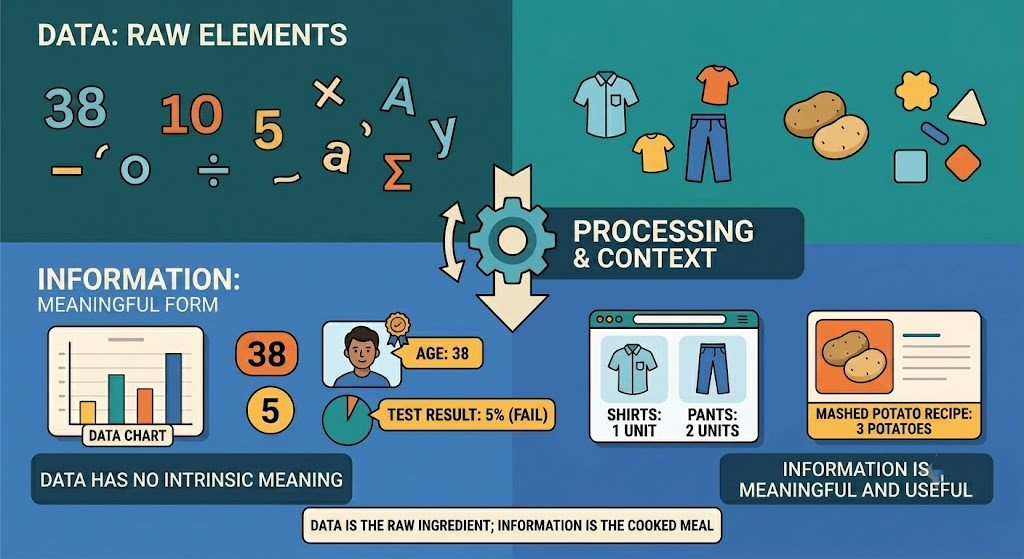 DATA: RAW ELEMENTS
38 10 5 × A
− ‘ o ÷ ~ a ’ Σ y
PROCESSING
& CONTEXT
INFORMATION:
MEANINGFUL FORM
DATA CHART
38
5
AGE: 38
TEST RESULT: 5% (FAIL)
SHIRTS:
1 UNIT
PANTS:
2 UNITS
MASHED POTATO RECIPE:
3 POTATOES
DATA HAS NO INTRINSIC MEANING
INFORMATION IS
MEANINGFUL AND USEFUL
DATA IS THE RAW INGREDIENT; INFORMATION IS THE COOKED MEAL